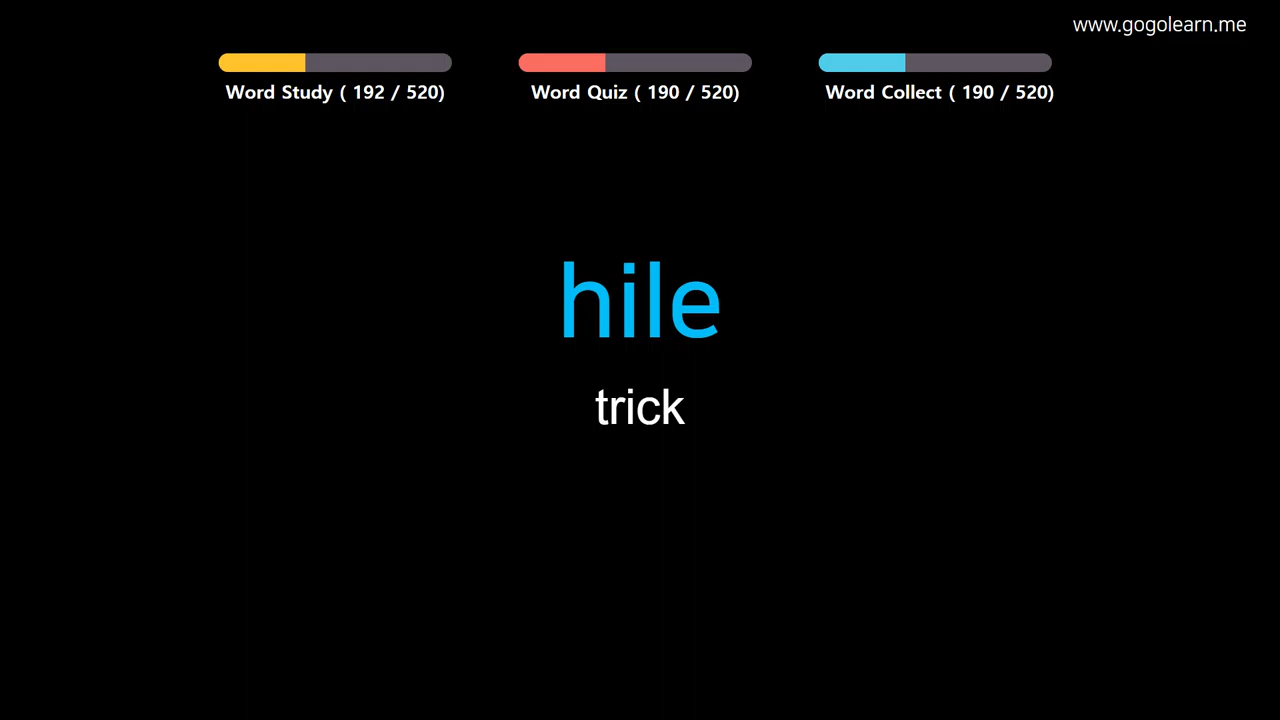 www.gogolearn.me
Word Study ( 192 / 520)
Word Quiz ( 190 / 520)
Word Collect ( 190 / 520)
hile
trick